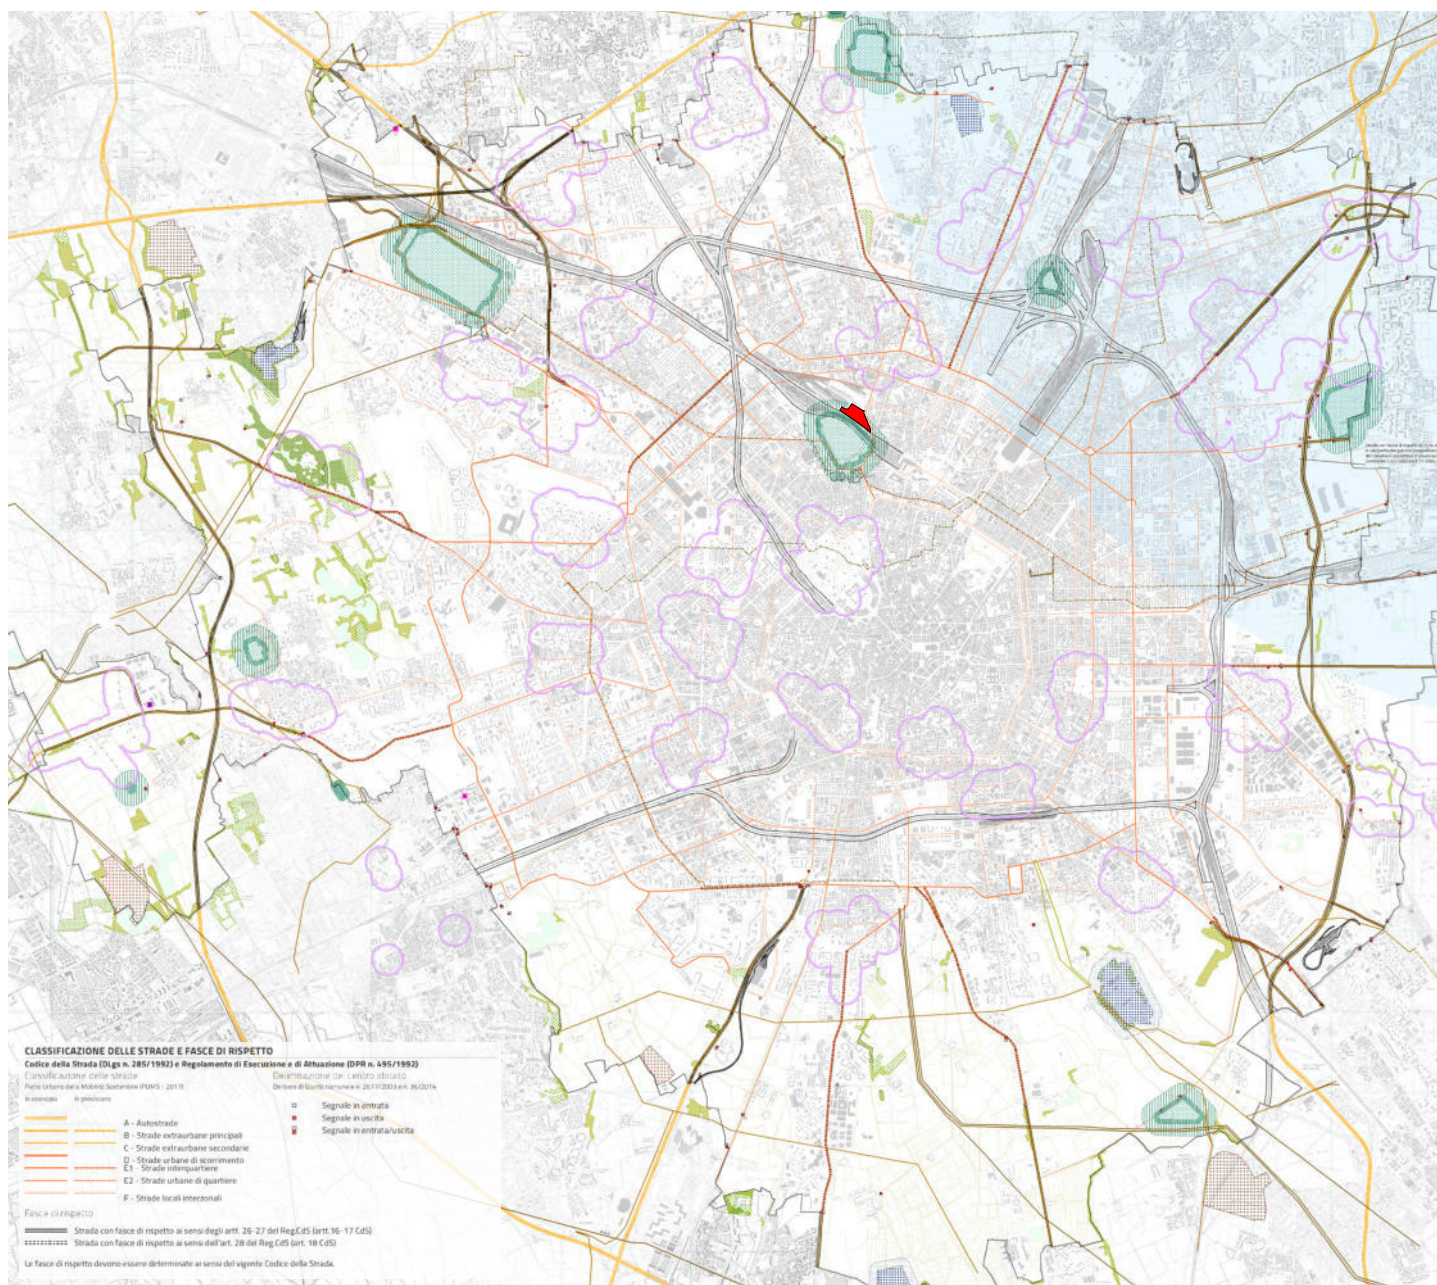 CLASSIFICAZIONE DELLE STRADE E FASCE DI RISPETTO
Codice della Strada (DLgs n. 285/1992) e Regolamento di Esecuzione e di Attuazione (DPR n. 495/1992)
Classificazione delle strade
Piano Urbano della Mobilità Sostenibile (PUMS - 2017)
In esercizio In previsione
A - Autostrade
B - Strade extraurbane principali
C - Strade extraurbane secondarie
D - Strade urbane di scorrimento
E1 - Strade interquartiere
E2 - Strade urbane di quartiere
F - Strade locali interzonali
Delimitazione del centro abitato
Segnale in entrata
Segnale in uscita
Segnale in entrata/uscita
Fasce di rispetto
Strada con fasce di rispetto ai sensi degli artt. 26-27 del Reg.CdS (artt.16-17 CdS)
Strada con fasce di rispetto ai sensi dell'art. 28 del Reg.CdS (art. 18 CdS)
Le fasce di rispetto devono essere determinate ai sensi del vigente Codice della Strada.